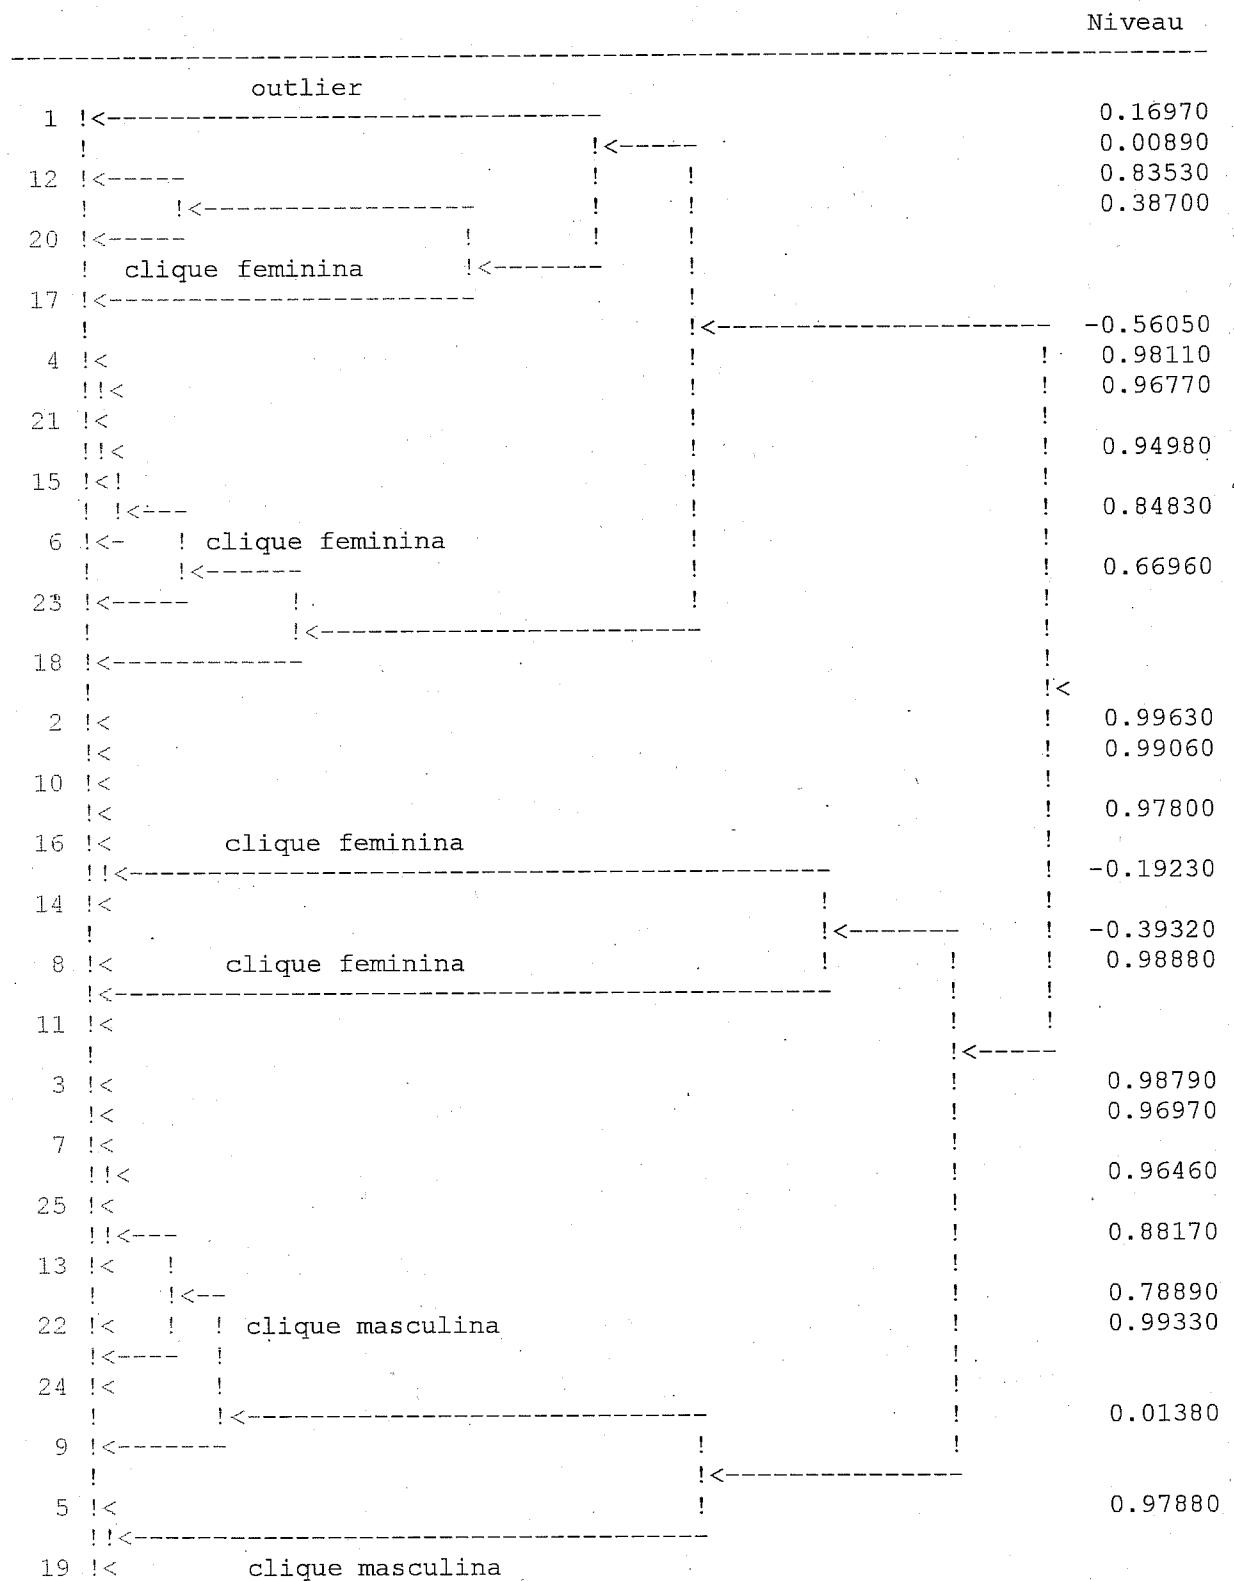 Niveau
outlier
1 !<------------------------------- 0.16970
! !<----- 0.00890
12 !<----- ! ! 0.83530
! !<----------------- ! ! 0.38700
20 !<----- ! ! !
! clique feminina !<------- !
17 !<----------------------- !
! !<--------------------- -0.56050
4 !< ! ! 0.98110
!!< ! ! 0.96770
21 !< ! !
!!< ! ! 0.94980
15 !<! ! !
! !<--- ! ! 0.84830
6 !<- ! clique feminina ! !
! !<------ ! ! 0.66960
23 !<----- ! ! !
! !<------------------------ !
18 !<------------ !
! !<
2 !< ! 0.99630
!< ! 0.99060
10 !< !
!< ! 0.97800
16 !< clique feminina !
!!<--------------------------------------------- ! -0.19230
14 !< ! !
! !<------- ! -0.39320
8 !< clique feminina ! ! ! 0.98880
!<---------------------------------------------- ! !
11 !< ! !
! !<-----
3 !< ! 0.98790
!< ! 0.96970
7 !< !
!!< ! 0.96460
25 !< !
!!<--- ! 0.88170
13 !< ! !
! !<-- ! 0.78890
22 !< ! ! clique masculina ! 0.99330
!<---- ! !
24 !< ! !
! !<----------------------------- ! 0.01380
9 !<------- ! !
! !<---------------
5 !< ! 0.97880
!!<------------------------------------
19 !< clique masculina